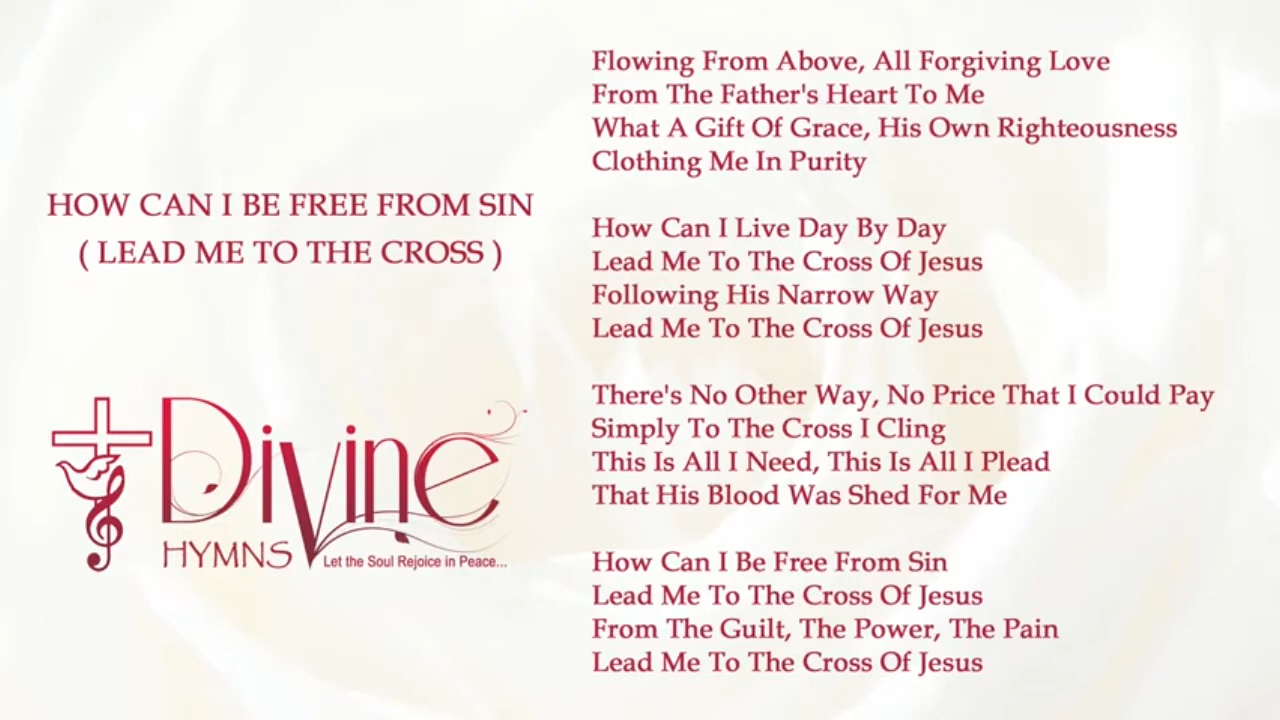 HOW CAN I BE FREE FROM SIN
( LEAD ME TO THE CROSS )
Divine
HYMNS
Let the Soul Rejoice in Peace...
Flowing From Above, All Forgiving Love
From The Father's Heart To Me
What A Gift Of Grace, His Own Righteousness
Clothing Me In Purity
How Can I Live Day By Day
Lead Me To The Cross Of Jesus
Following His Narrow Way
Lead Me To The Cross Of Jesus
There's No Other Way, No Price That I Could Pay
Simply To The Cross I Cling
This Is All I Need, This Is All I Plead
That His Blood Was Shed For Me
How Can I Be Free From Sin
Lead Me To The Cross Of Jesus
From The Guilt, The Power, The Pain
Lead Me To The Cross Of Jesus